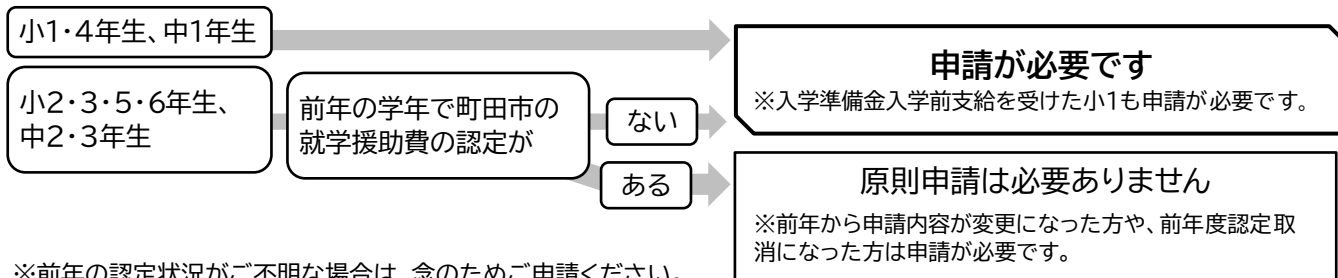 小1・4年生、中1年生
小2・3・5・6年生、
中2・3年生
前年の学年で町田市の
就学援助費の認定が
ない
ある
申請が必要です
※入学準備金入学前支給を受けた小1も申請が必要です。
原則申請は必要ありません
※前年から申請内容が変更になった方や、前年度認定取
消になった方は申請が必要です。
※前年の認定状況がご不明な場合は、念のためご申請ください。